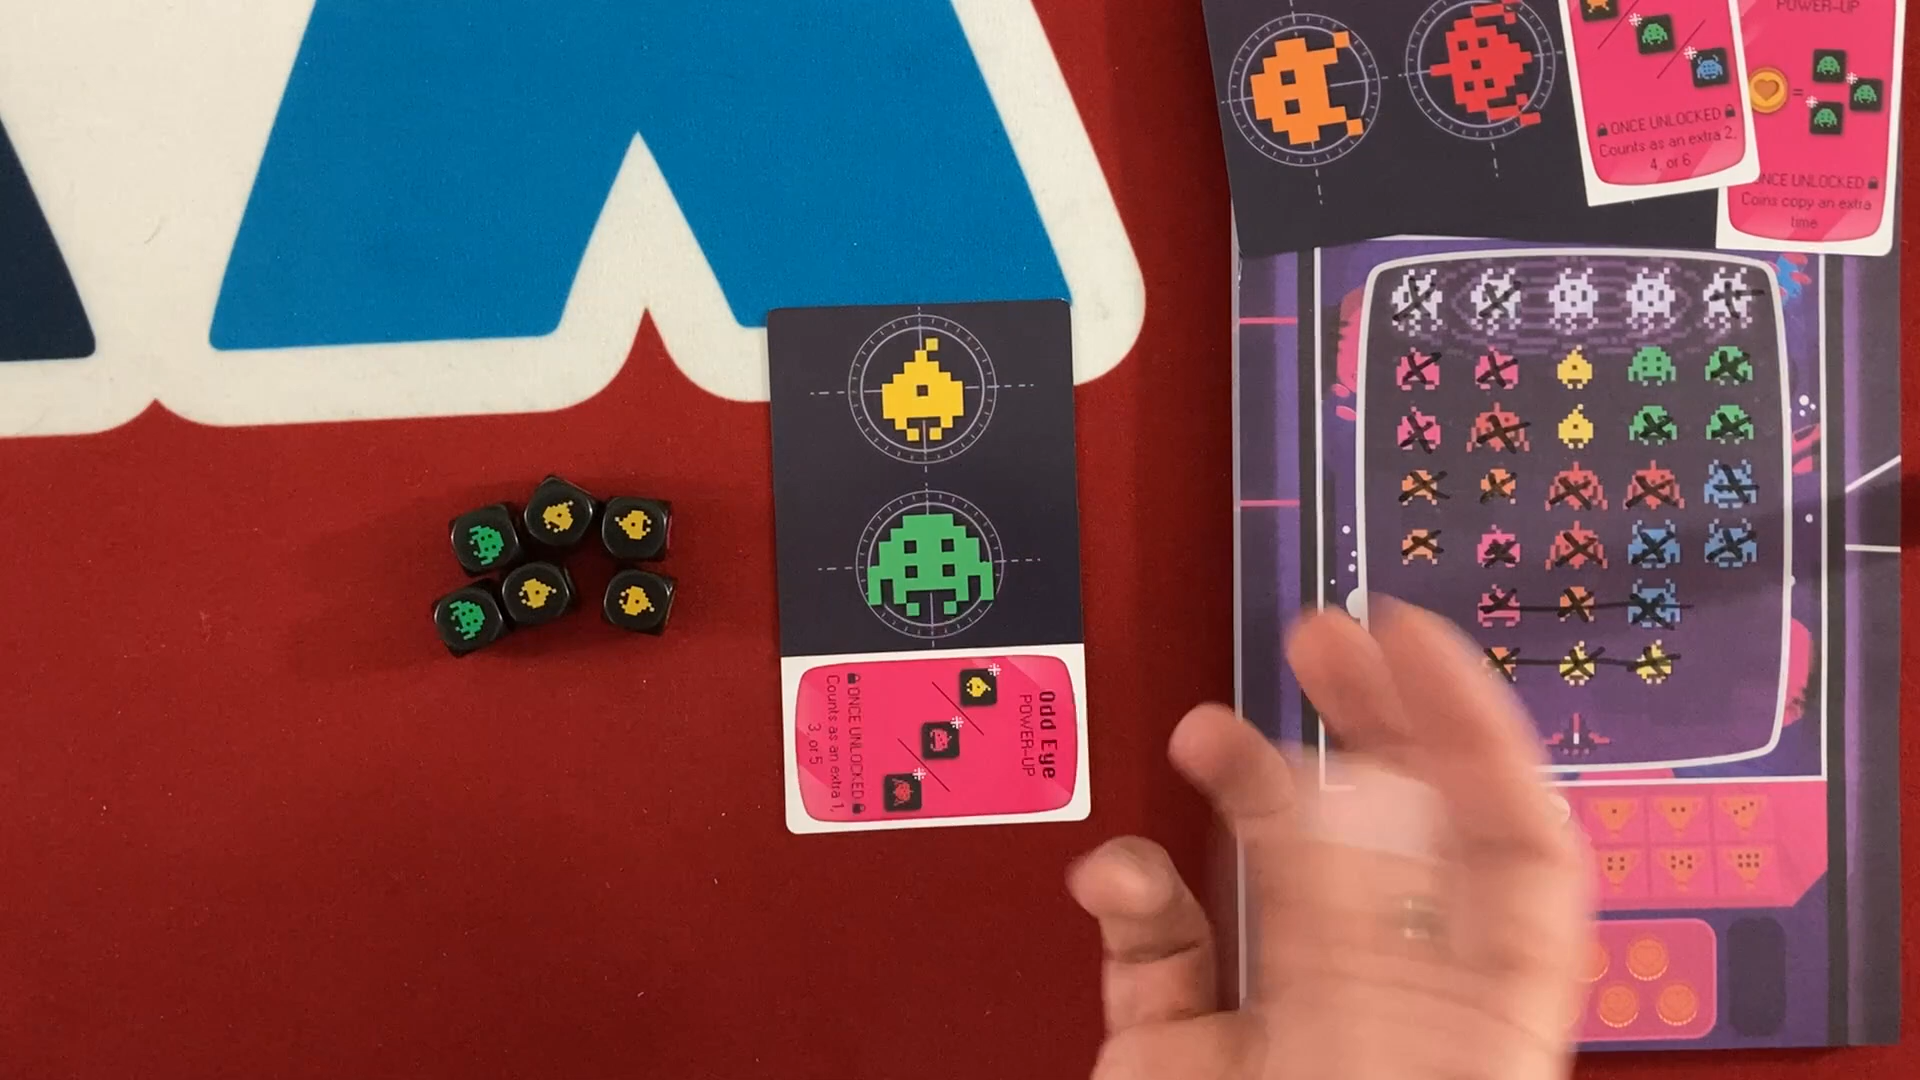 POWER-UP
=
ONCE UNLOCKED
Counts as an extra 2,
4, or 6
ONCE UNLOCKED
Coins copy an extra
time
Odd Eye
POWER-UP
ONCE UNLOCKED
Counts as an extra 1,
3, or 5